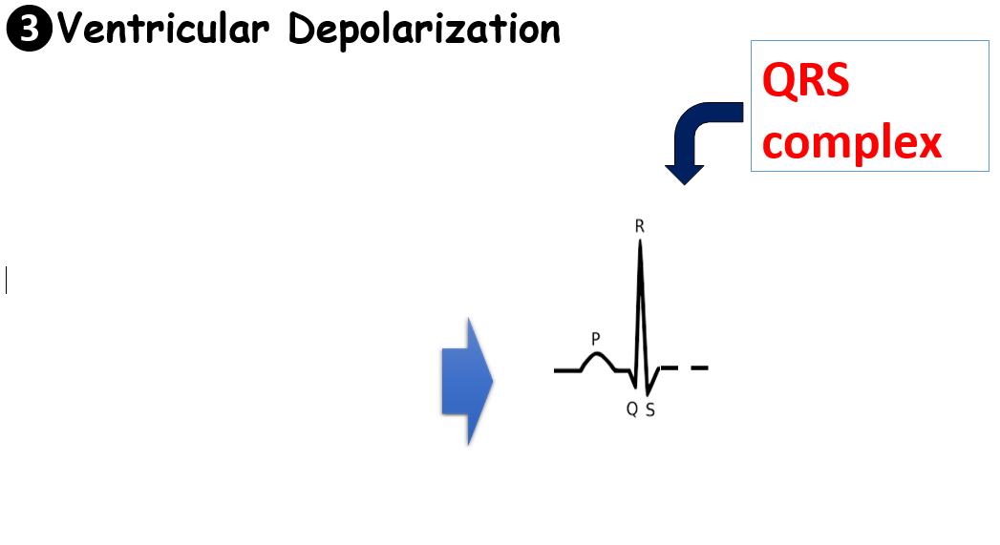 ❸Ventricular Depolarization
QRS
complex
R
P
Q S